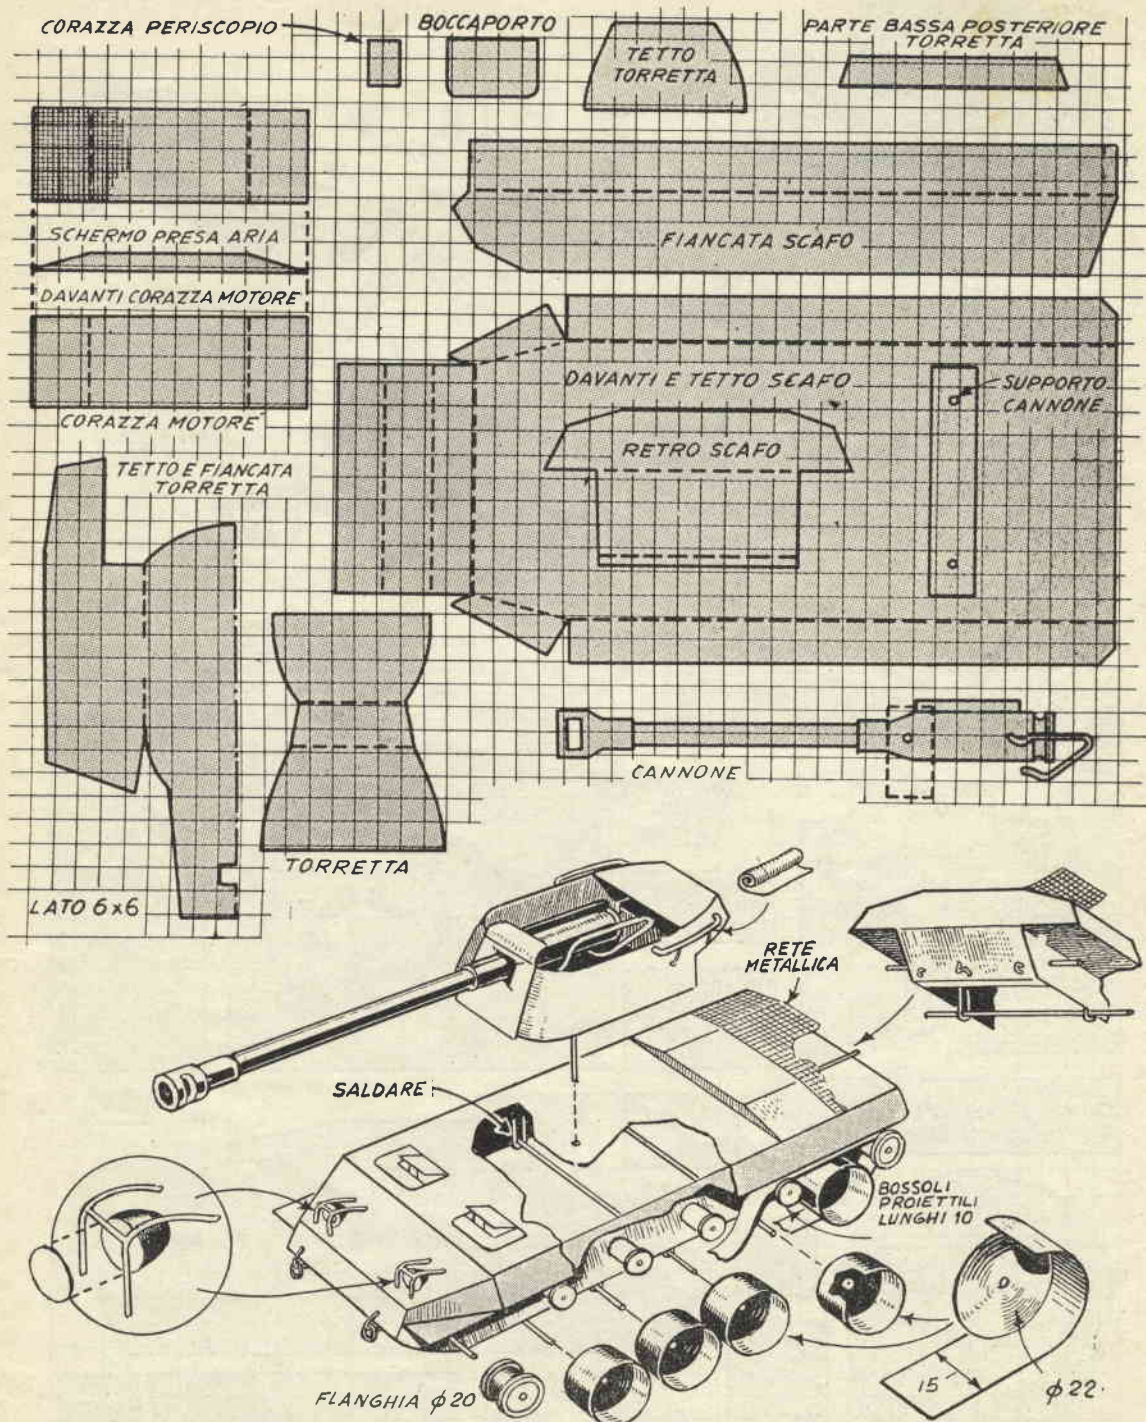 CORAZZA PERISCOPIO
BOCCAPORTO
TETTO
TORRETTA
PARTE BASSA POSTERIORE
TORRETTA
SCHERMO PRESA ARIA
FIANCATA SCAFO
DAVANTI CORAZZA MOTORE
DAVANTI E TETTO SCAFO
SUPPORTO
CANNONE
CORAZZA MOTORE
RETRO SCAFO
TETTO E FIANCATA
TORRETTA
CANNONE
TORRETTA
LATO 6x6
RETE
METALLICA
SALDARE
BOSSOLI
PROIETTILI
LUNGHI 10
15
FLANGHIA ϕ20
ϕ22.